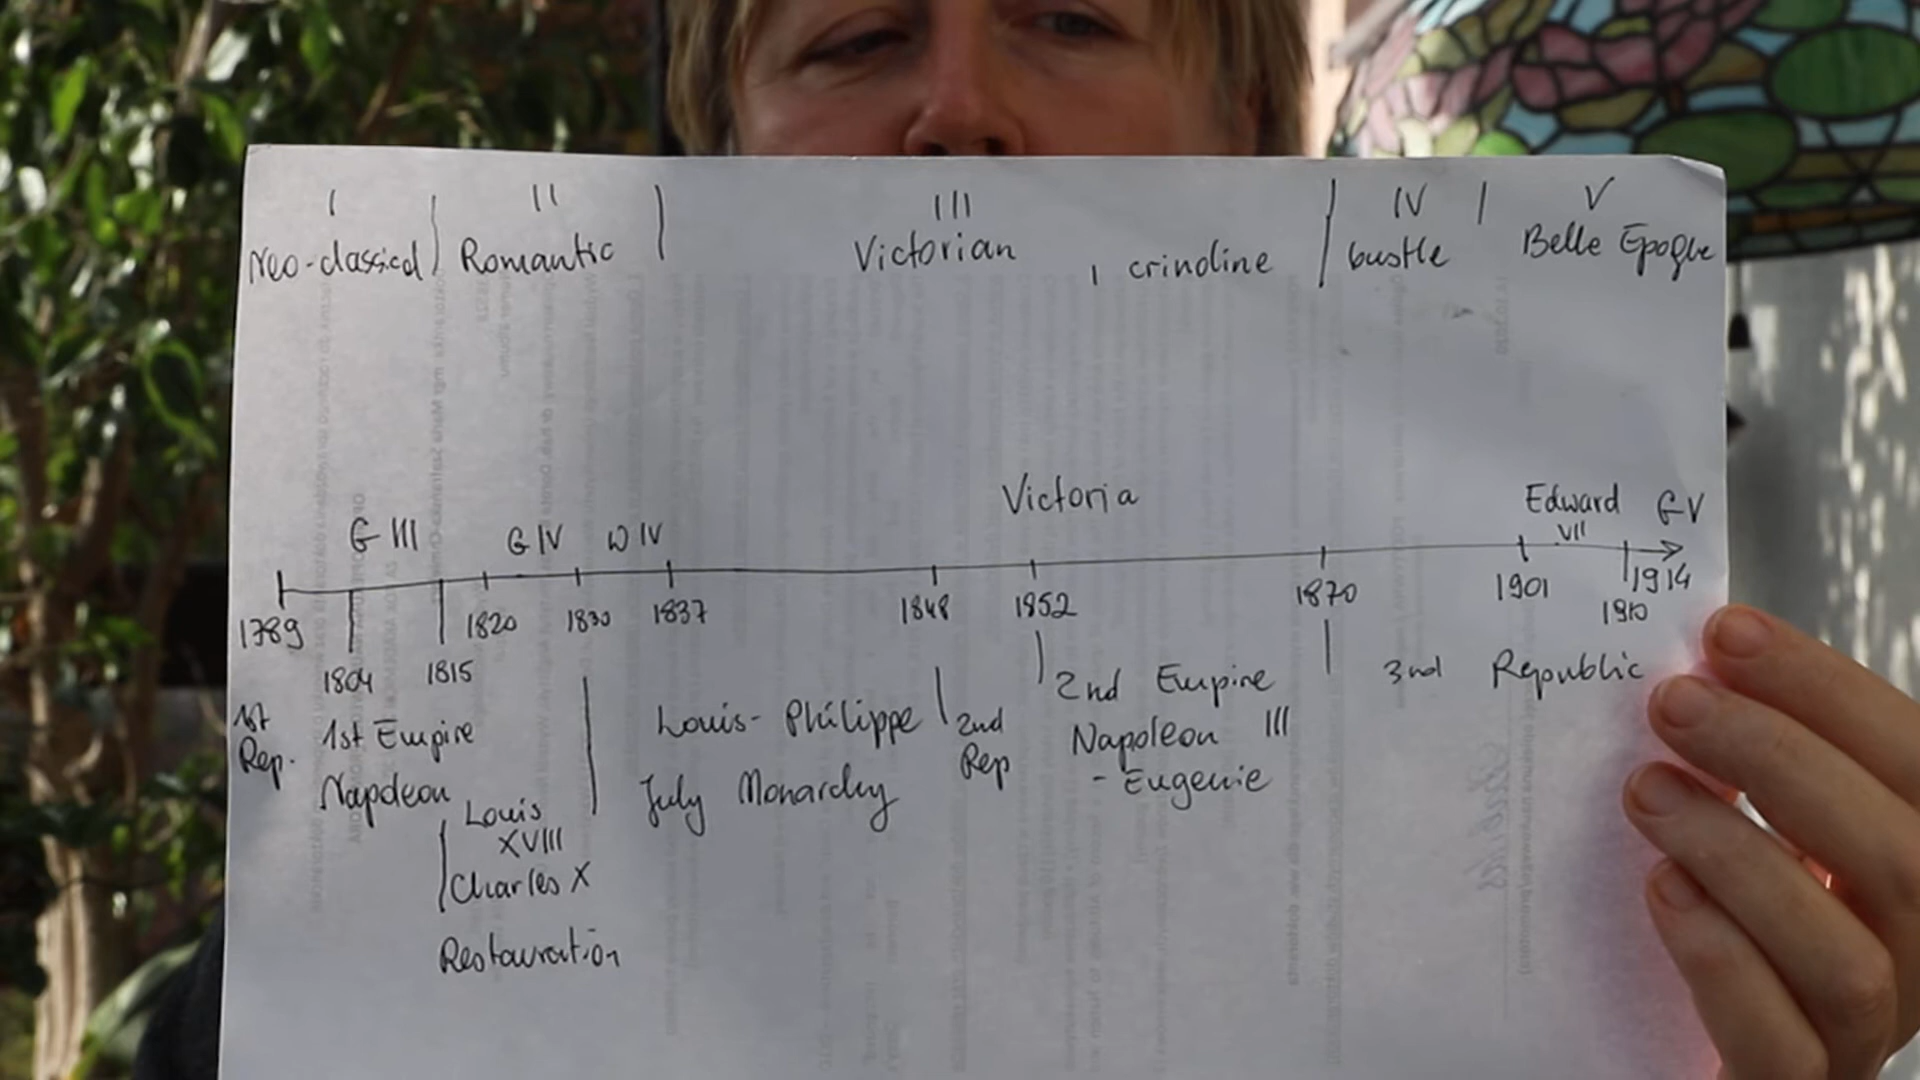 I II III IV V
Neo-classical Romantic Victorian, crinoline bustle Belle Epoque
Victoria
G III G IV W IV Edward VII G V
1789 1804 1815 1820 1830 1837 1848 1852 1870 1901 1910 1914
1st Rep.
1st Empire
Napoleon
Louis XVIII
Charles X
Restauration
Louis-Philippe
July Monarchy
2nd Rep
2nd Empire
Napoleon III
- Eugenie
3nd Republic